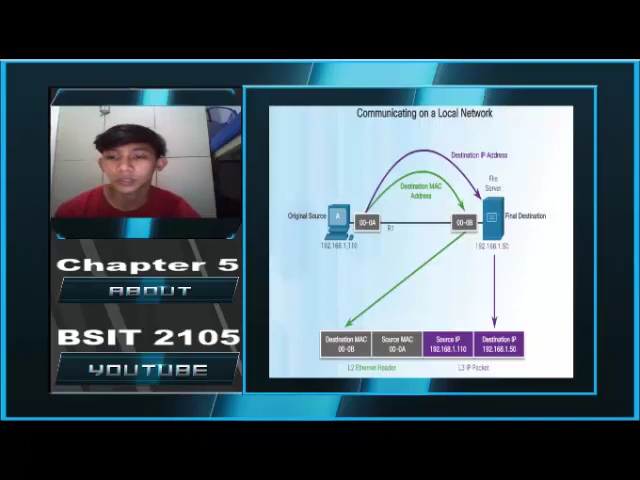 Communicating on a Local Network
Destination IP Address
Destination MAC
Address
File
Server
Original Source
A
00-0A
R1
00-0B
Final Destination
192.168.1.110
192.168.1.50
Chapter 5
ABOUT
BSIT 2105
YOUTUBE
Destination MAC
00-0B
Source MAC
00-0A
Source IP
192.168.1.110
Destination IP
192.168.1.50
L2 Ethernet Header
L3 IP Packet